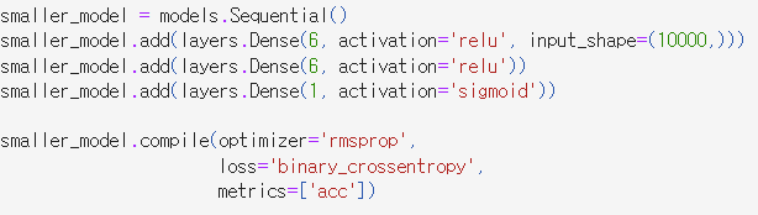 smaller_model = models.Sequential()
smaller_model.add(layers.Dense(6, activation='relu', input_shape=(10000,)))
smaller_model.add(layers.Dense(6, activation='relu'))
smaller_model.add(layers.Dense(1, activation='sigmoid'))

smaller_model.compile(optimizer='rmsprop',
                      loss='binary_crossentropy',
                      metrics=['acc'])